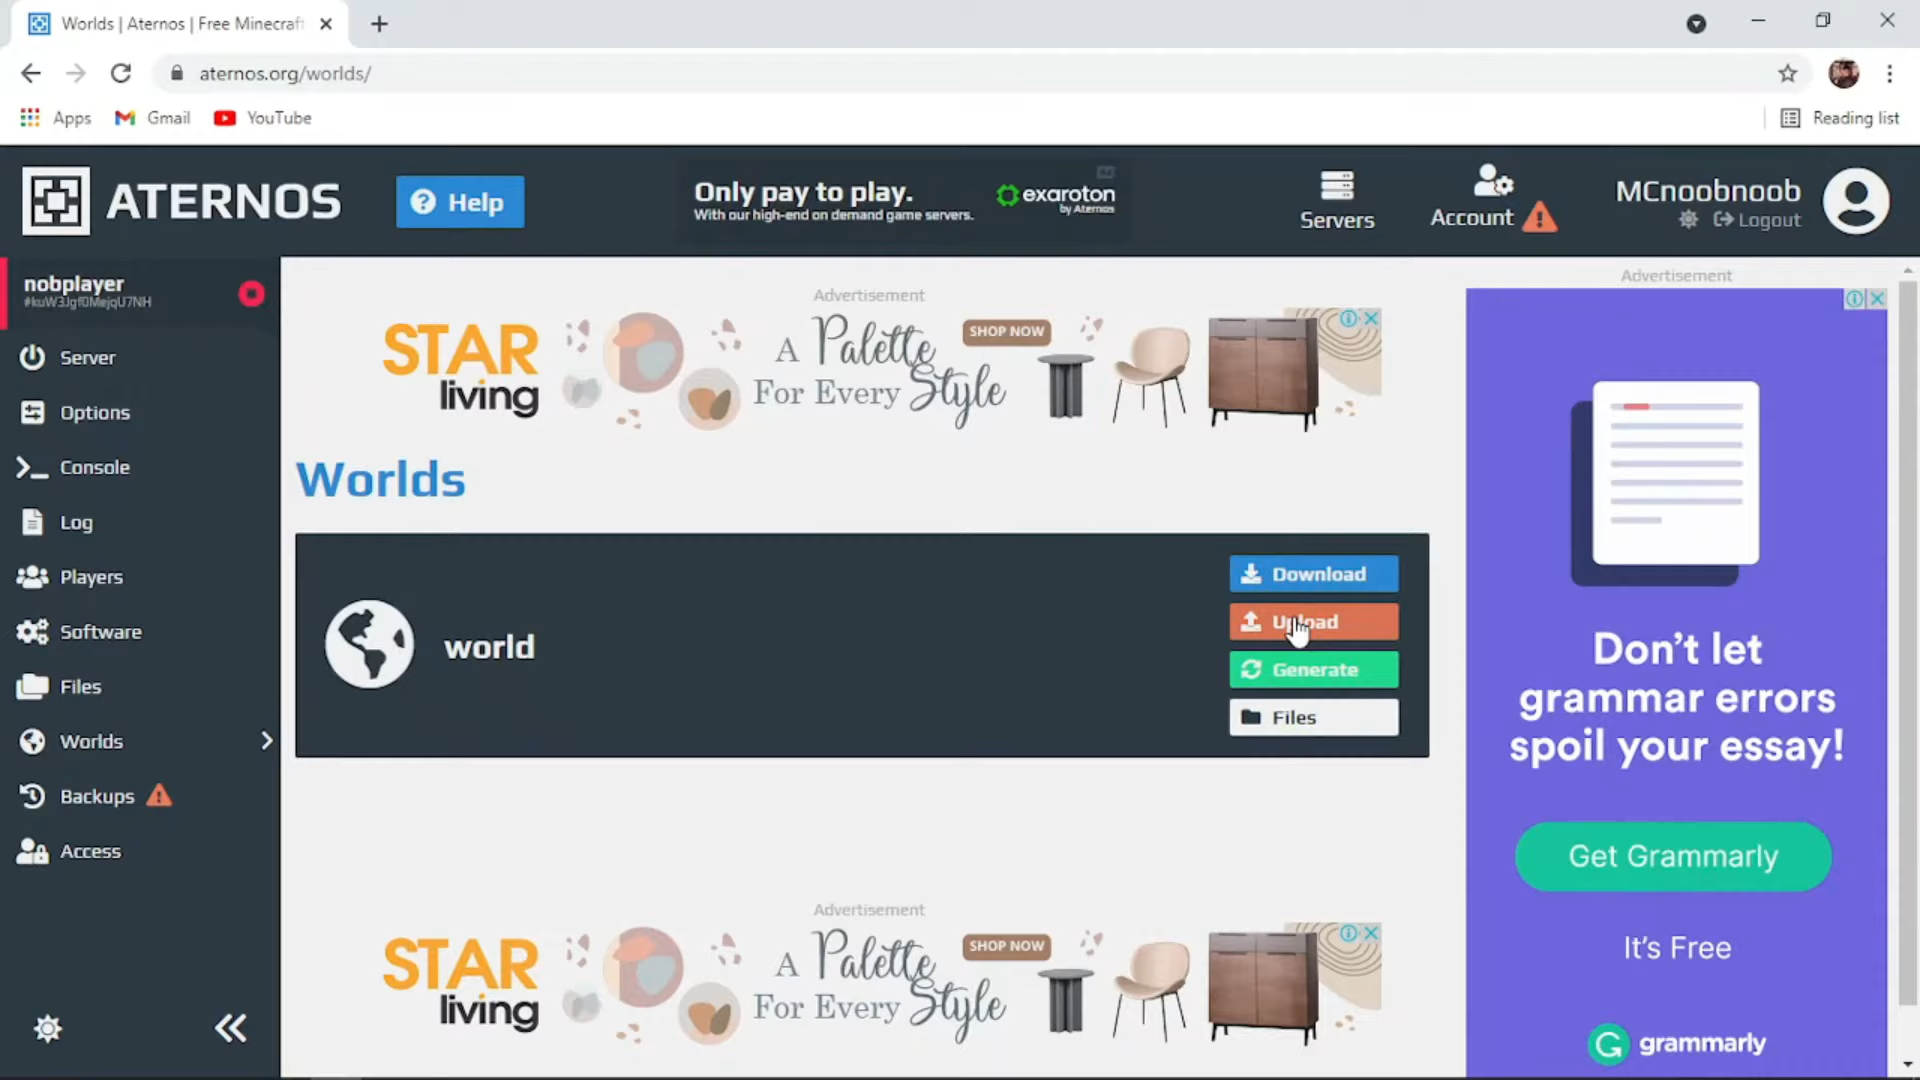 Worlds | Aternos | Free Minecraft
aternos.org/worlds/
Apps
Gmail
YouTube
Reading list
ATERNOS
Help
Only pay to play.
With our high-end on demand game servers.
exaroton
by Aternos
Servers
Account
MCnoobnoob
Logout
nobplayer
#kuW3Jgf0MejqU7NH
Server
Options
Console
Log
Players
Software
Files
Worlds
Backups
Access
Advertisement
STAR
living
A Palette
For Every Style
SHOP NOW
Worlds
world
Download
Upload
Generate
Files
Advertisement
STAR
living
A Palette
For Every Style
SHOP NOW
Advertisement
Don't let
grammar errors
spoil your essay!
Get Grammarly
It's Free
grammarly